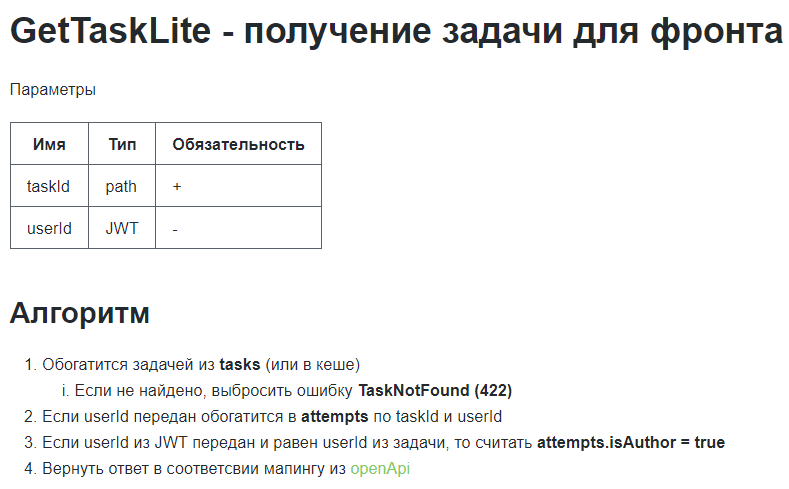 GetTaskLite - получение задачи для фронта
Параметры
Имя Тип Обязательность
taskId path +
userId JWT -
Алгоритм
1. Обогатится задачей из tasks (или в кеше)
i. Если не найдено, выбросить ошибку TaskNotFound (422)
2. Если userId передан обогатится в attempts по taskId и userId
3. Если userId из JWT передан и равен userId из задачи, то считать attempts.isAuthor = true
4. Вернуть ответ в соответсвии мапингу из openApi